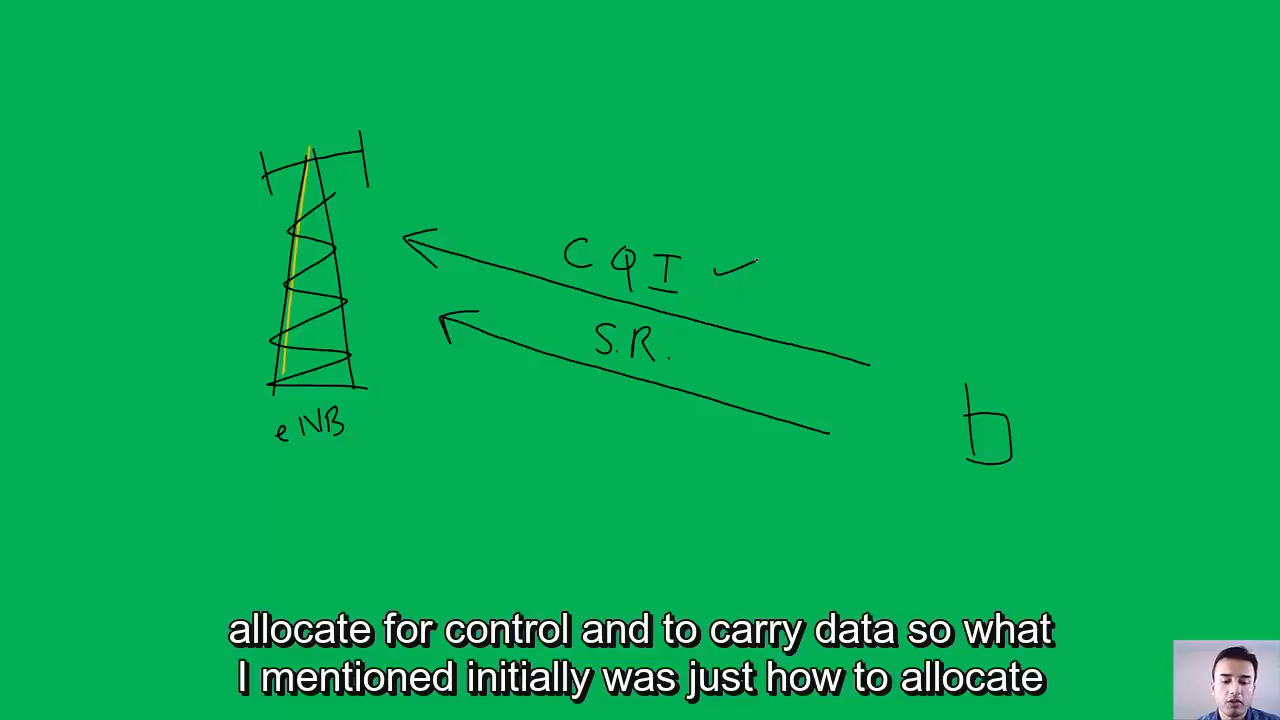 CQI
S.R.
eNB
allocate for control and to carry data so what
I mentioned initially was just how to allocate